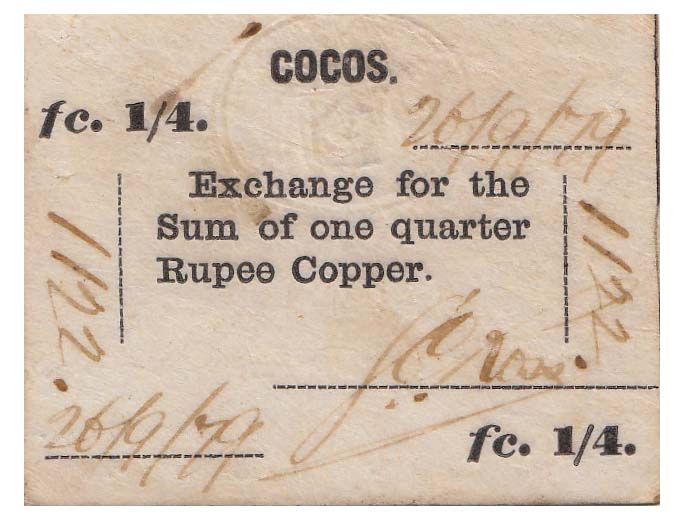 COCOS.
fc. 1/4.
26/9/79
Exchange for the
Sum of one quarter
Rupee Copper.
1122
1122
26/9/79
fc. 1/4.